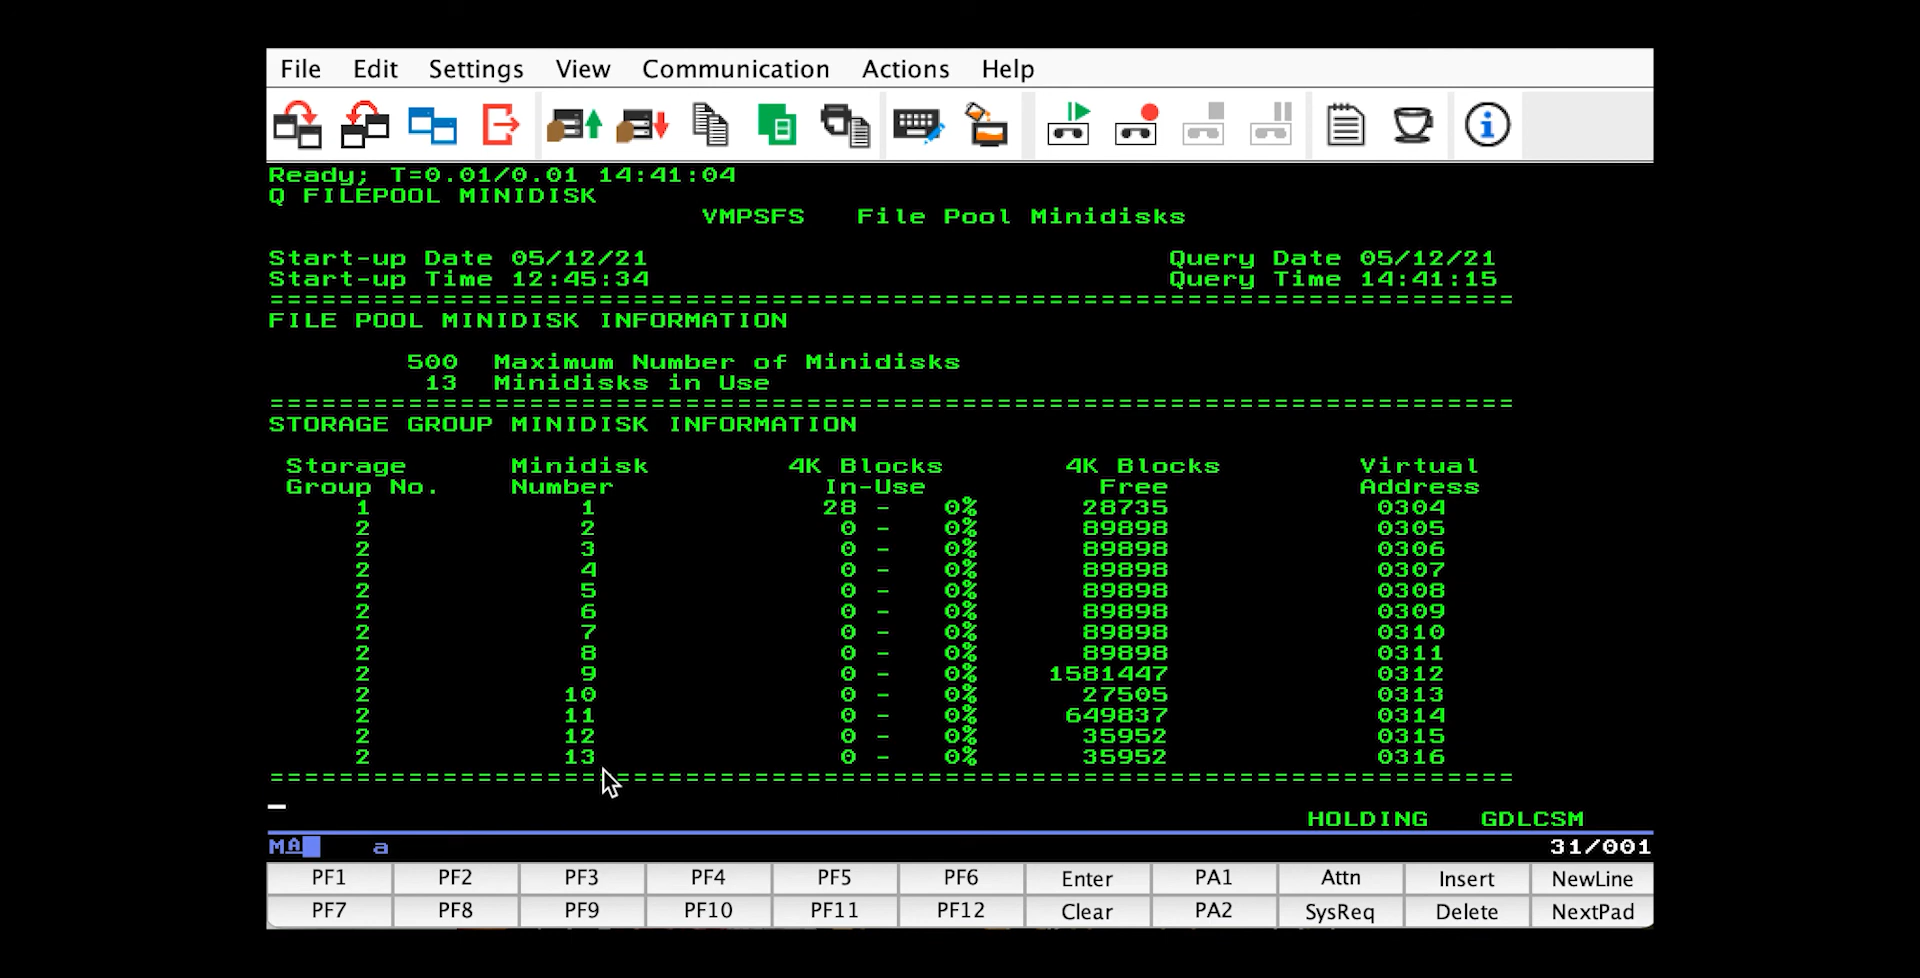 File Edit Settings View Communication Actions Help
Ready; T=0.01/0.01 14:41:04
Q FILEPOOL MINIDISK
VMPSFS File Pool Minidisks
Start-up Date 05/12/21 Query Date 05/12/21
Start-up Time 12:45:34 Query Time 14:41:15
========================================================================
FILE POOL MINIDISK INFORMATION
500 Maximum Number of Minidisks
13 Minidisks in Use
========================================================================
STORAGE GROUP MINIDISK INFORMATION
Storage Minidisk 4K Blocks 4K Blocks Virtual
Group No. Number In-Use Free Address
1 1 28 - 0% 28735 0304
2 2 0 - 0% 89898 0305
2 3 0 - 0% 89898 0306
2 4 0 - 0% 89898 0307
2 5 0 - 0% 89898 0308
2 6 0 - 0% 89898 0309
2 7 0 - 0% 89898 0310
2 8 0 - 0% 89898 0311
2 9 0 - 0% 1581447 0312
2 10 0 - 0% 27505 0313
2 11 0 - 0% 649837 0314
2 12 0 - 0% 35952 0315
2 13 0 - 0% 35952 0316
========================================================================
HOLDING GDLCSM
MA a 31/001
PF1 PF2 PF3 PF4 PF5 PF6 Enter PA1 Attn Insert NewLine
PF7 PF8 PF9 PF10 PF11 PF12 Clear PA2 SysReq Delete NextPad